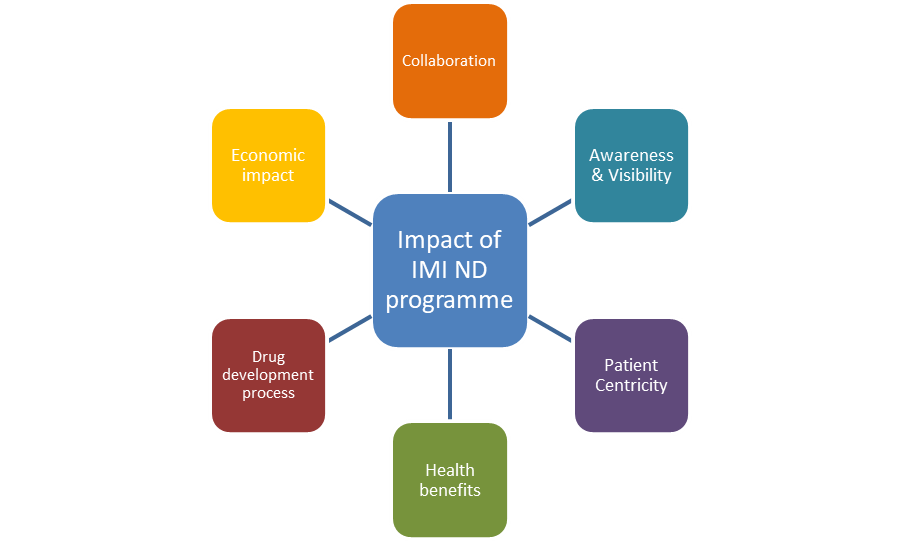 Collaboration
Economic
impact
Awareness
& Visibility
Impact of
IMI ND
programme
Drug
development
process
Patient
Centricity
Health
benefits